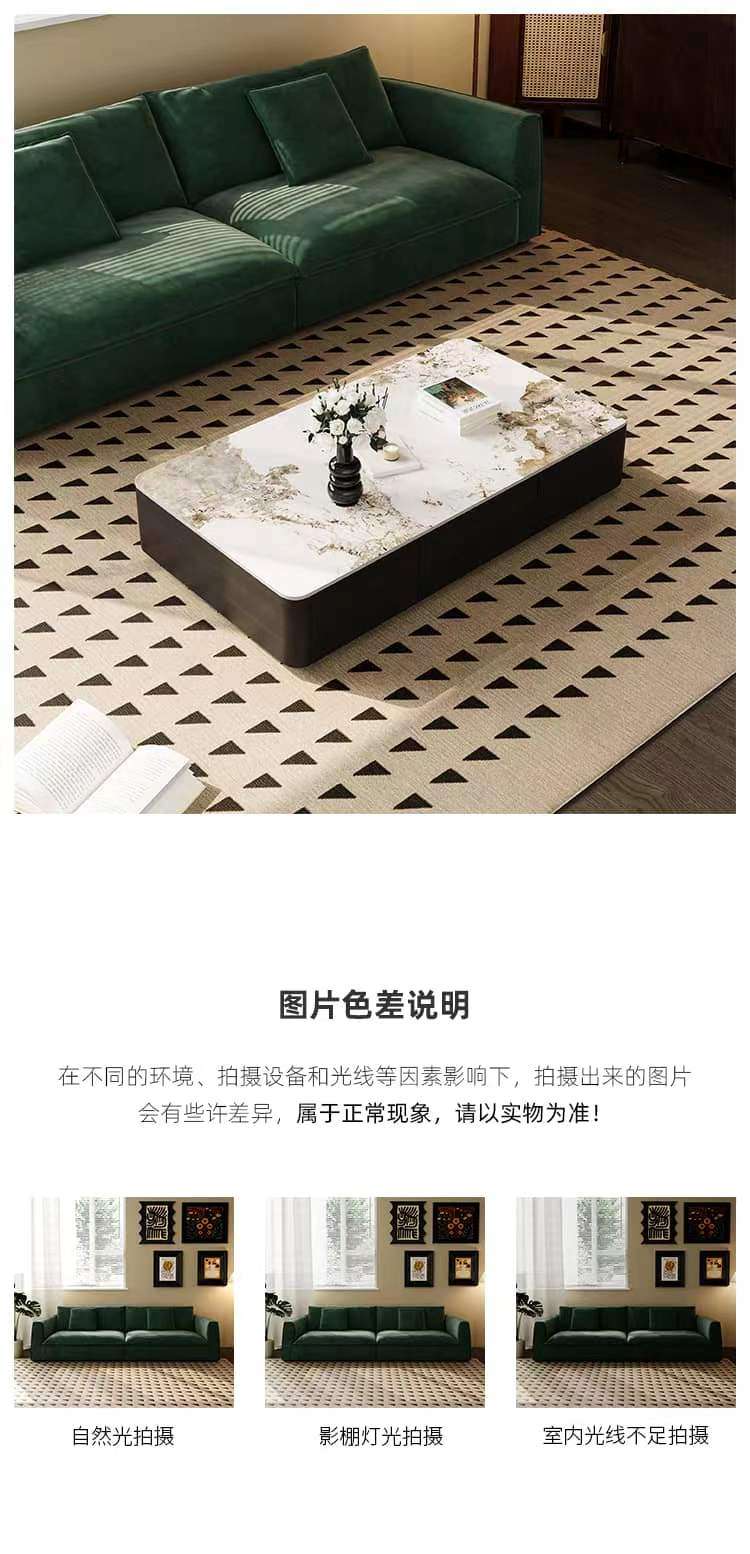 图片色差说明
在不同的环境、拍摄设备和光线等因素影响下，拍摄出来的图片
会有些许差异，属于正常现象，请以实物为准！
自然光拍摄
影棚灯光拍摄
室内光线不足拍摄